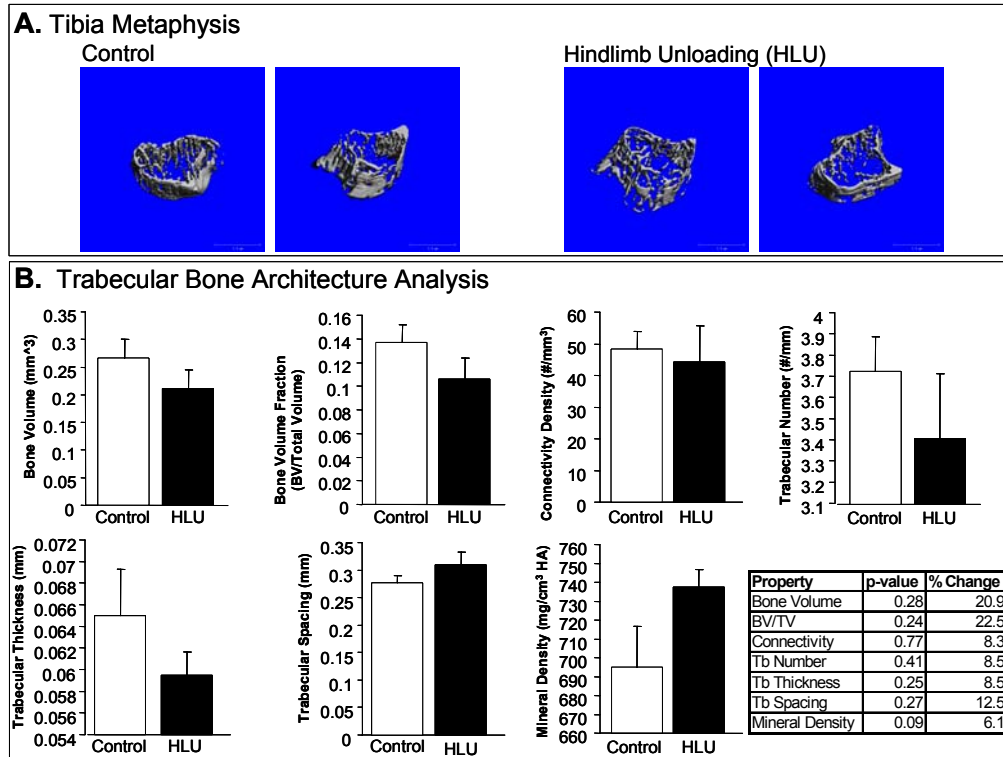 A. Tibia Metaphysis
Control
Hindlimb Unloading (HLU)
B. Trabecular Bone Architecture Analysis
Bone Volume (mm^3)
0.35
0.3
0.25
0.2
0.15
0.1
0.05
0
Control HLU
Bone Volume Fraction
(BV/Total Volume)
0.16
0.14
0.12
0.1
0.08
0.06
0.04
0.02
0
Control HLU
Connectivity Density (#/mm³)
60
50
40
30
20
10
0
Control HLU
Trabecular Number (#/mm)
4
3.9
3.8
3.7
3.6
3.5
3.4
3.3
3.2
3.1
Control HLU
Trabecular Thickness (mm)
0.072
0.07
0.068
0.066
0.064
0.062
0.06
0.058
0.056
0.054
Control HLU
Trabecular Spacing (mm)
0.35
0.3
0.25
0.2
0.15
0.1
0.05
0
Control HLU
Mineral Density (mg/cm³ HA)
760
750
740
730
720
710
700
690
680
670
660
Control HLU
Property p-value % Change
Bone Volume 0.28 20.9
BV/TV 0.24 22.5
Connectivity 0.77 8.3
Tb Number 0.41 8.5
Tb Thickness 0.25 8.5
Tb Spacing 0.27 12.5
Mineral Density 0.09 6.1